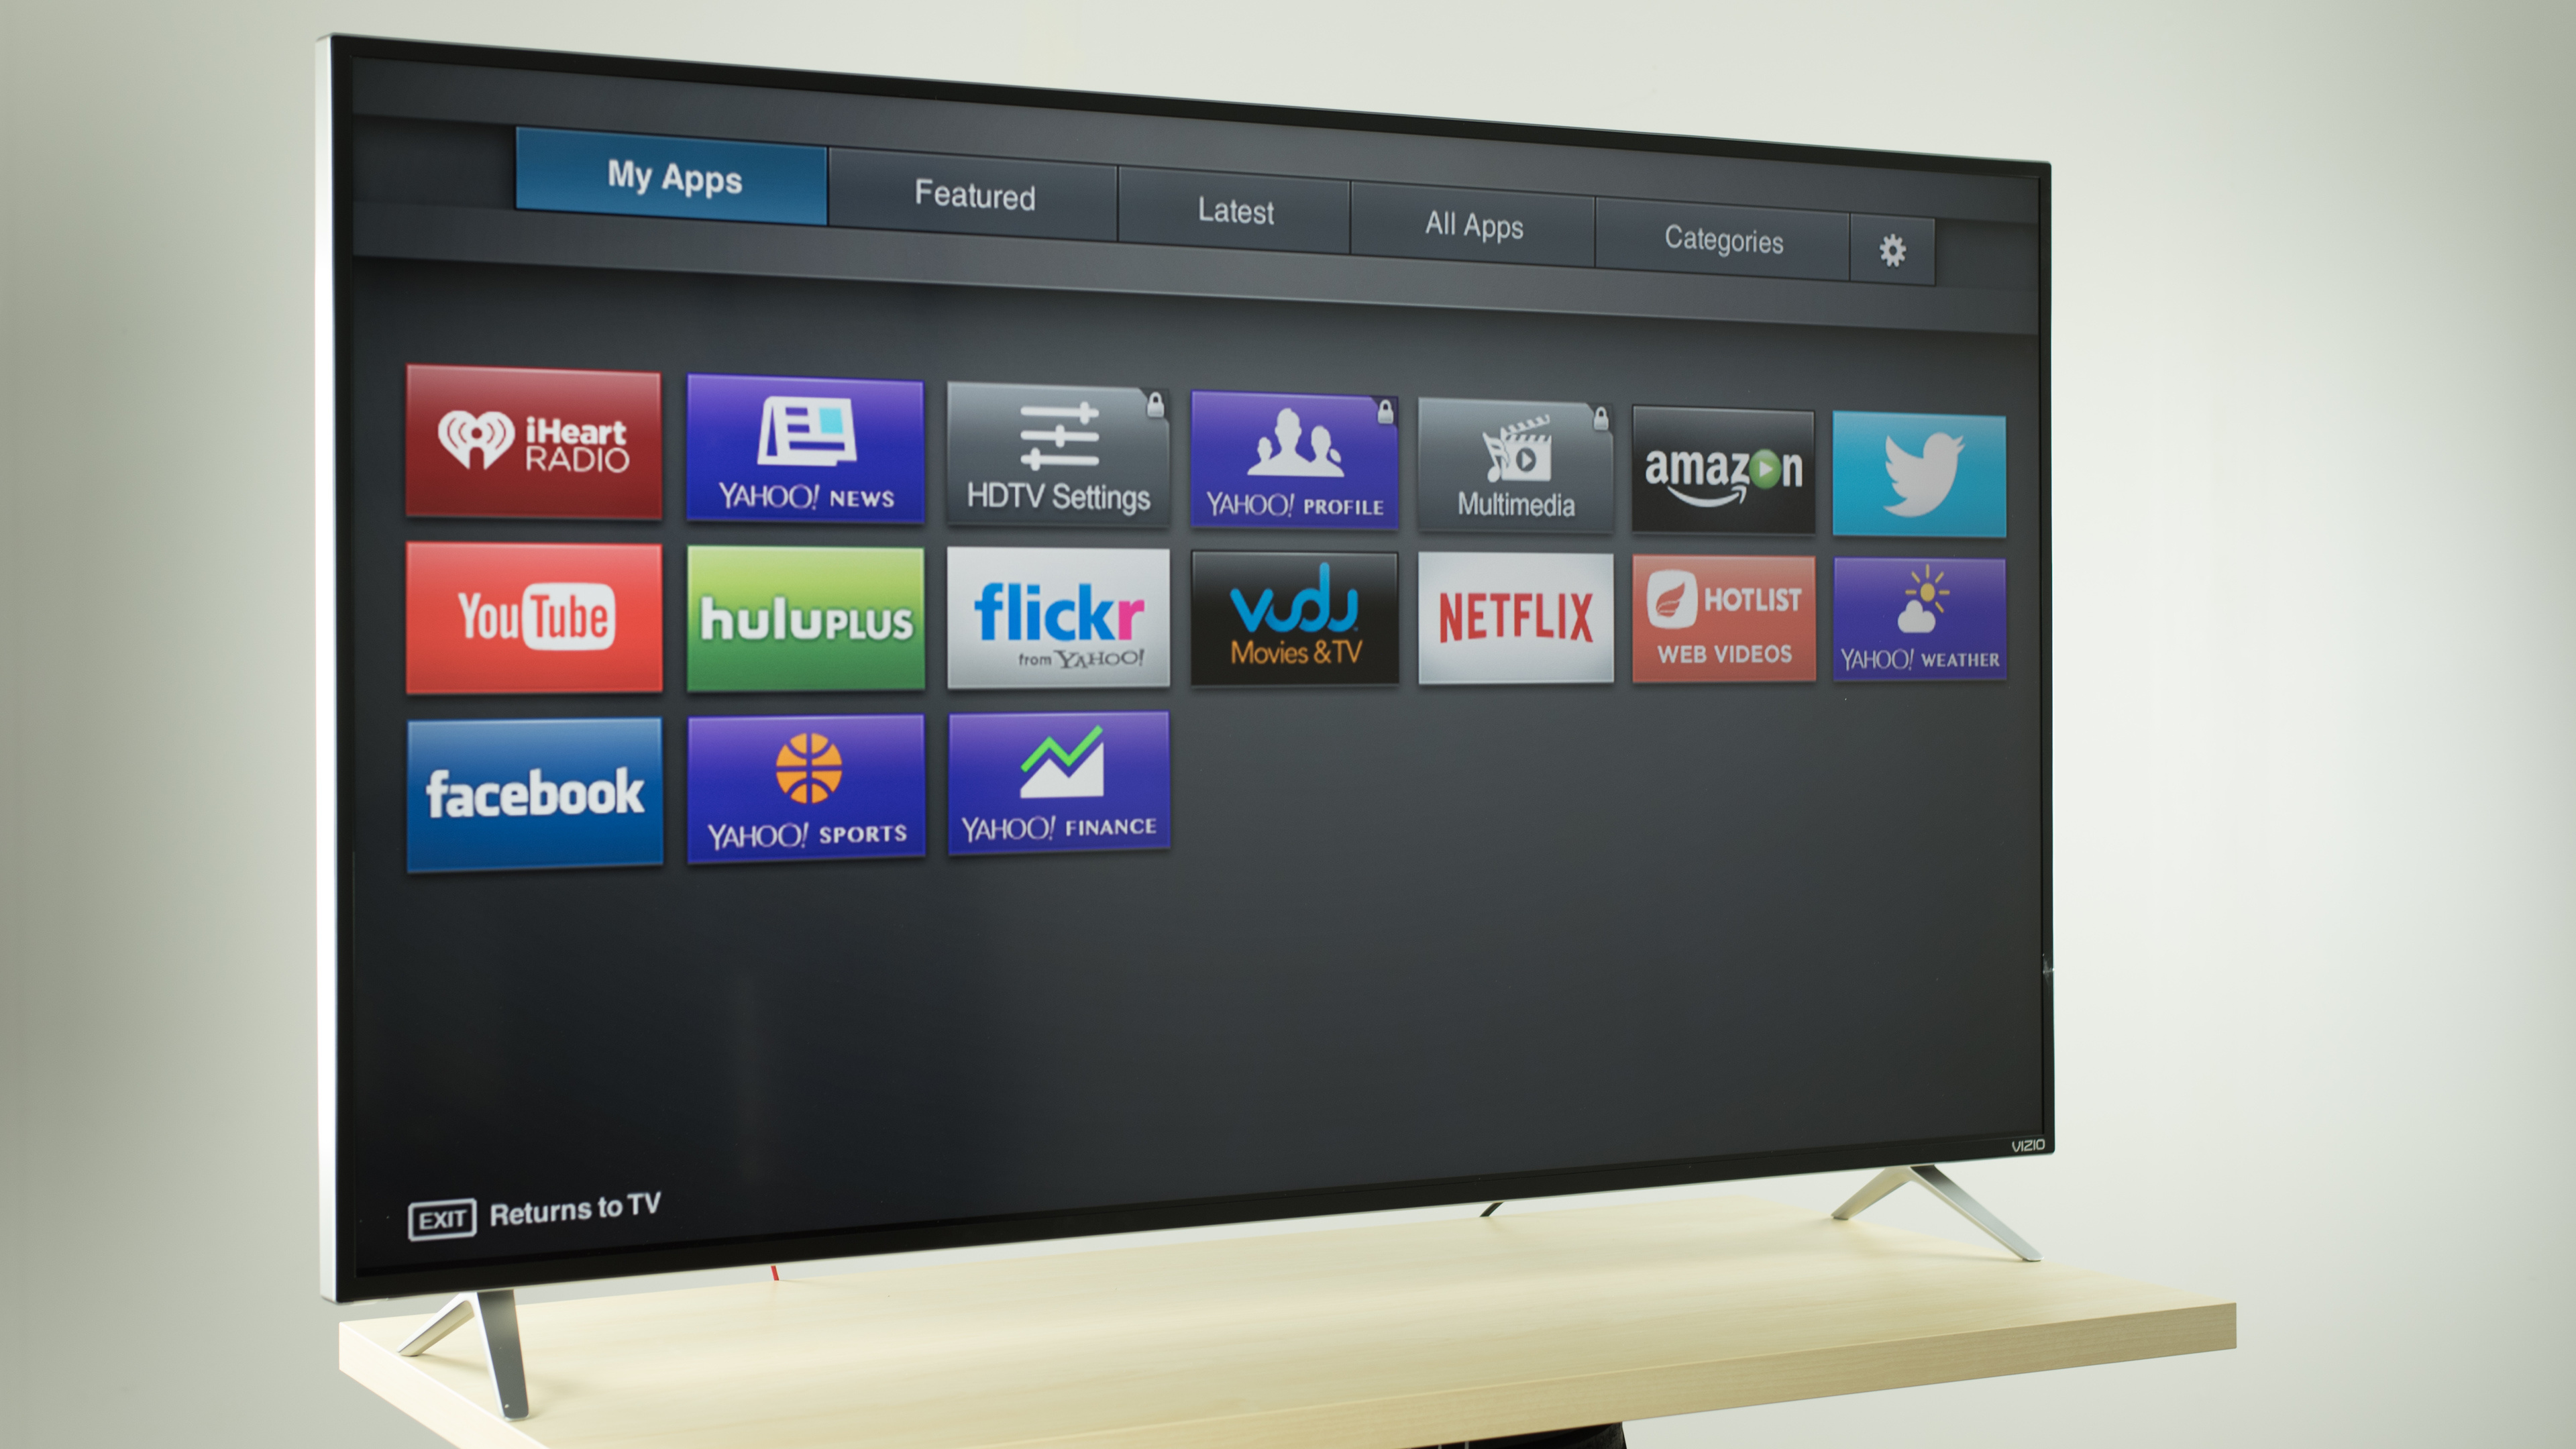 My Apps
Featured
Latest
All Apps
Categories
iHeart
RADIO
YAHOO! NEWS
HDTV Settings
YAHOO! PROFILE
Multimedia
amazon
YouTube
huluPLUS
flickr
from YAHOO!
vudu
Movies & TV
NETFLIX
HOTLIST
WEB VIDEOS
YAHOO! WEATHER
facebook
YAHOO! SPORTS
YAHOO! FINANCE
VIZIO
EXIT Returns to TV